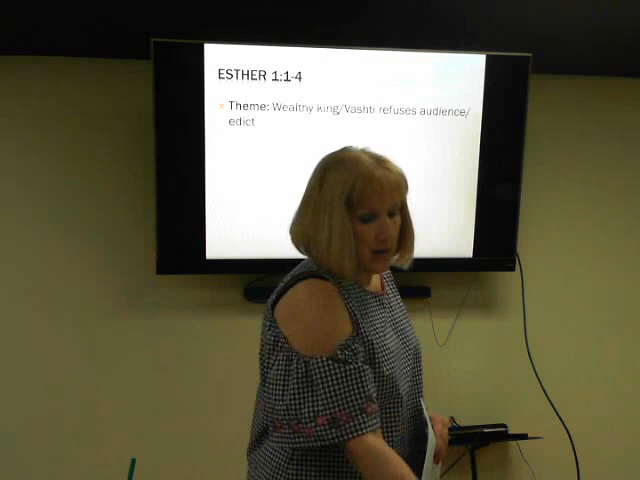 ESTHER 1:1-4
× Theme: Wealthy king/Vashti refuses audience/
edict